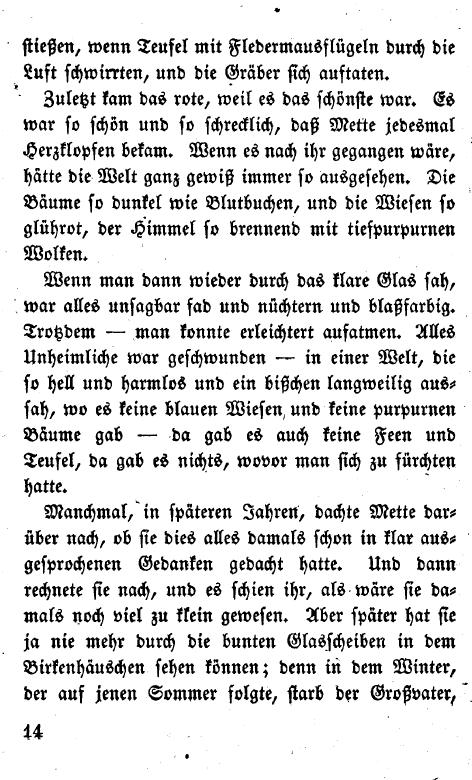 stießen, wenn Teufel mit Fledermausflügeln durch die
Luft schwirrten, und die Gräber sich auftaten.
Zuletzt kam das rote, weil es das schönste war. Es
war so schön und so schrecklich, daß Mette jedesmal
Herzklopfen bekam. Wenn es nach ihr gegangen wäre,
hätte die Welt ganz gewiß immer so ausgesehen. Die
Bäume so dunkel wie Blutbuchen, und die Wiesen so
glührot, der Himmel so brennend mit tiefpurpurnen
Wolken.
Wenn man dann wieder durch das klare Glas sah,
war alles unsagbar fad und nüchtern und blaßfarbig.
Trotzdem — man konnte erleichtert aufatmen. Alles
Unheimliche war geschwunden — in einer Welt, die
so hell und harmlos und ein bißchen langweilig aus-
sah, wo es keine blauen Wiesen und keine purpurnen
Bäume gab — da gab es auch keine Feen und
Teufel, da gab es nichts, wovor man sich zu fürchten
hatte.
Manchmal, in späteren Jahren, dachte Mette dar-
über nach, ob sie dies alles damals schon in klar aus-
gesprochenen Gedanken gedacht hatte. Und dann
rechnete sie nach, und es schien ihr, als wäre sie da-
mals noch viel zu klein gewesen. Aber später hat sie
ja nie mehr durch die bunten Glasscheiben in dem
Birkenhäuschen sehen können; denn in dem Winter,
der auf jenen Sommer folgte, starb der Großvater,
14